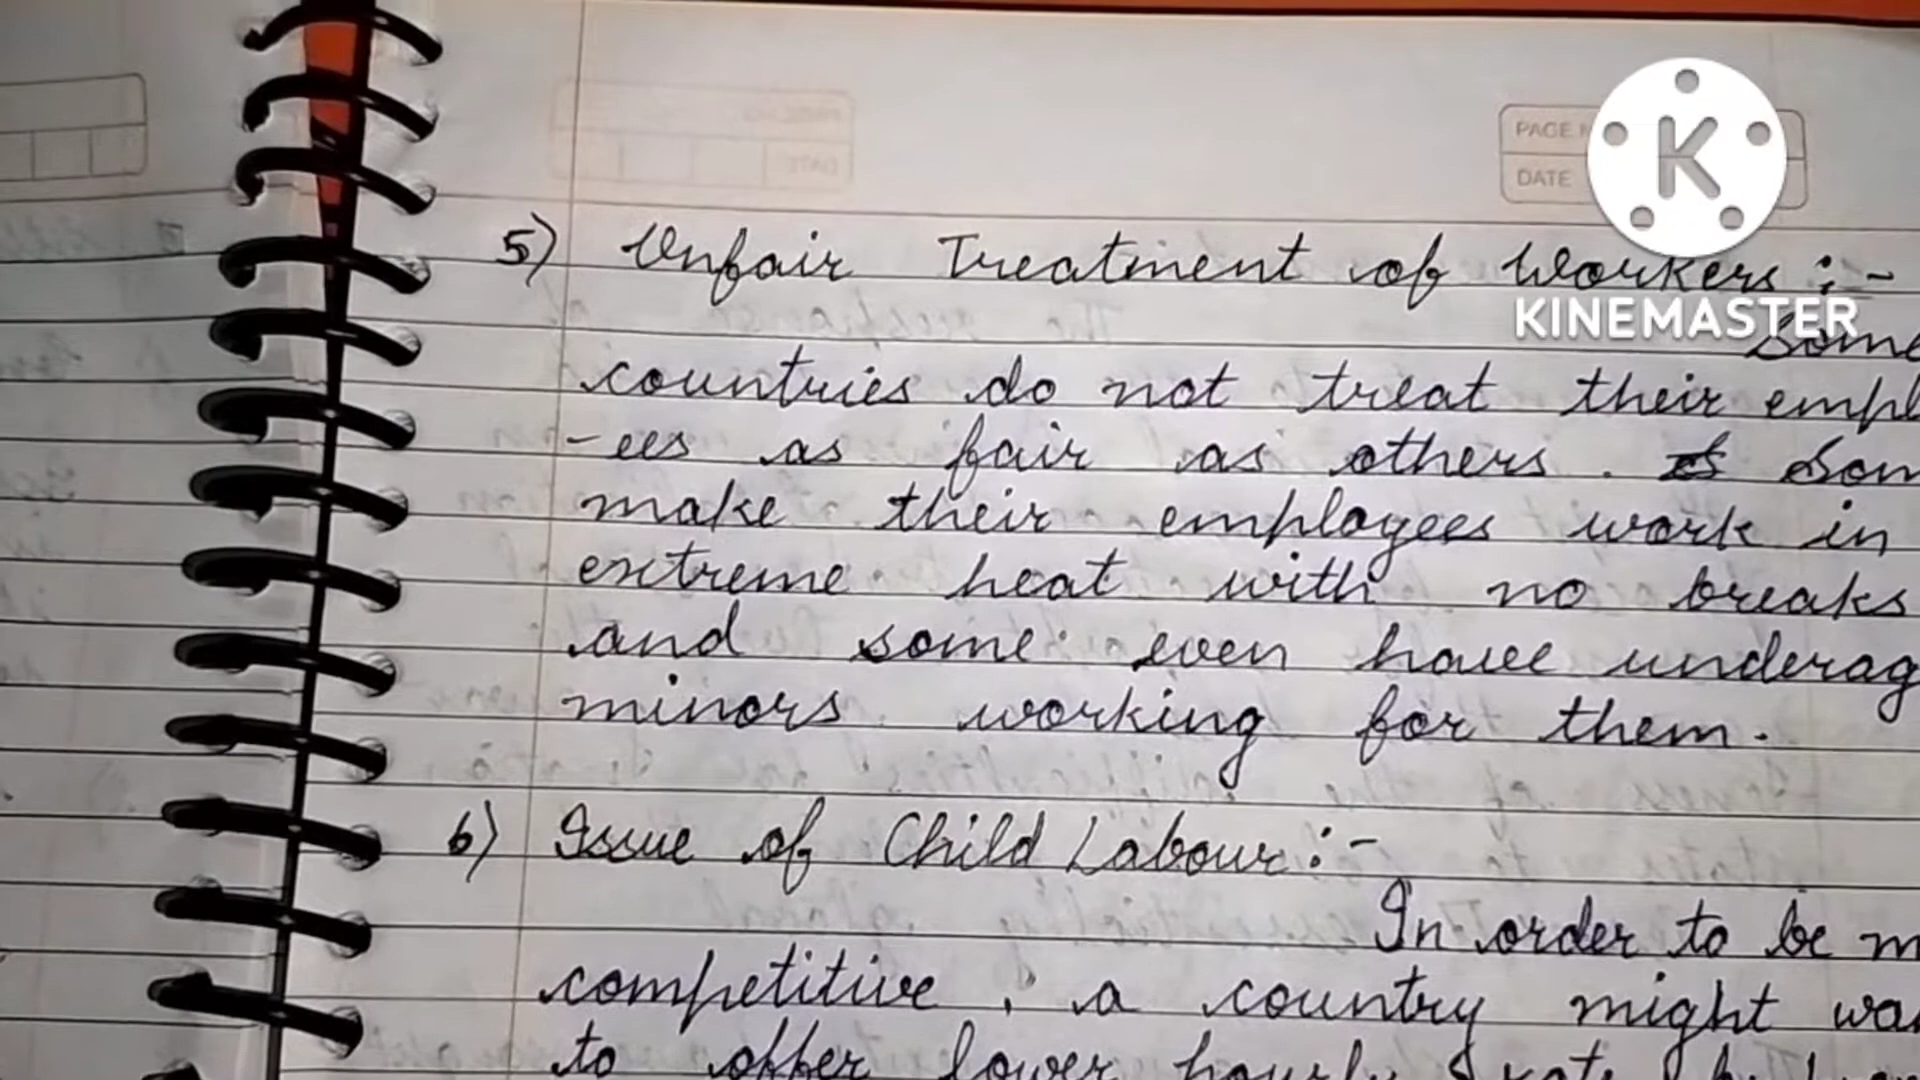 PAGE
DATE
5) Unfair Treatment of Workers :-
KINEMASTER
Some
countries do not treat their empl
-ees as fair as others. Som
make their employees work in
extreme heat with no breaks
and some even have underag
minors working for them.
6) Issue of Child Labour :-
In order to be m
competitive, a country might wa
to offer lower hourly